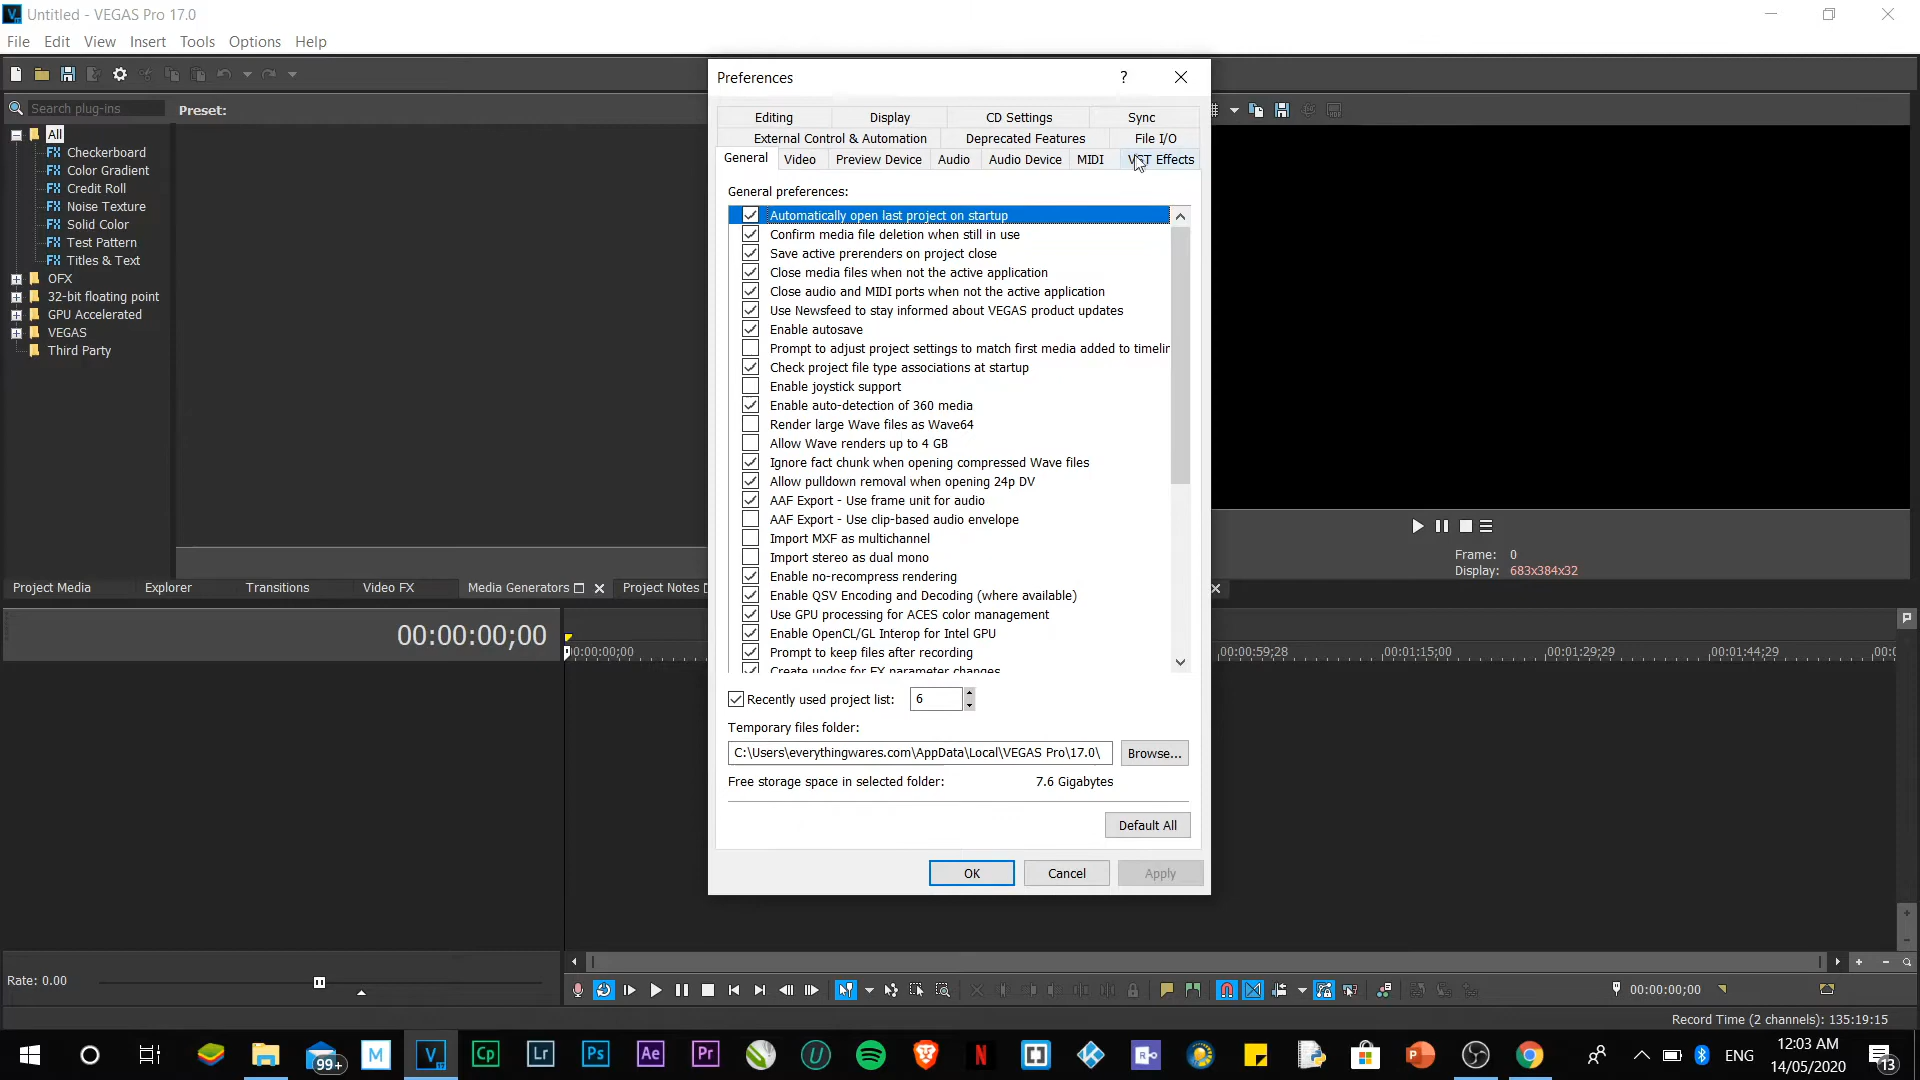 Untitled - VEGAS Pro 17.0
File Edit View Insert Tools Options Help
Search plug-ins
Preset:
All
Checkerboard
Color Gradient
Credit Roll
Noise Texture
Solid Color
Test Pattern
Titles & Text
OFX
32-bit floating point
GPU Accelerated
VEGAS
Third Party
Preferences
?
Editing Display CD Settings Sync
External Control & Automation Deprecated Features File I/O
General Video Preview Device Audio Audio Device MIDI VST Effects
General preferences:
Automatically open last project on startup
Confirm media file deletion when still in use
Save active prerenders on project close
Close media files when not the active application
Close audio and MIDI ports when not the active application
Use Newsfeed to stay informed about VEGAS product updates
Enable autosave
Prompt to adjust project settings to match first media added to timelin
Check project file type associations at startup
Enable joystick support
Enable auto-detection of 360 media
Render large Wave files as Wave64
Allow Wave renders up to 4 GB
Ignore fact chunk when opening compressed Wave files
Allow pulldown removal when opening 24p DV
AAF Export - Use frame unit for audio
AAF Export - Use clip-based audio envelope
Import MXF as multichannel
Import stereo as dual mono
Enable no-recompress rendering
Enable QSV Encoding and Decoding (where available)
Use GPU processing for ACES color management
Enable OpenCL/GL Interop for Intel GPU
Prompt to keep files after recording
Create undos for FX parameter changes
Recently used project list: 6
Temporary files folder:
C:\Users\everythingwares.com\AppData\Local\VEGAS Pro\17.0\ Browse...
Free storage space in selected folder: 7.6 Gigabytes
Default All
OK Cancel Apply
Frame: 0
Display: 683x384x32
Project Media Explorer Transitions Video FX Media Generators Project Notes
00:00:00;00
00:00:00;00 00:00:59;28 00:01:15;00 00:01:29;29 00:01:44;29 00:0
Rate: 0.00
00:00:00;00
Record Time (2 channels): 135:19:15
99+ M V Cp Lr Ps Ae Pr
ENG
12:03 AM
14/05/2020
13